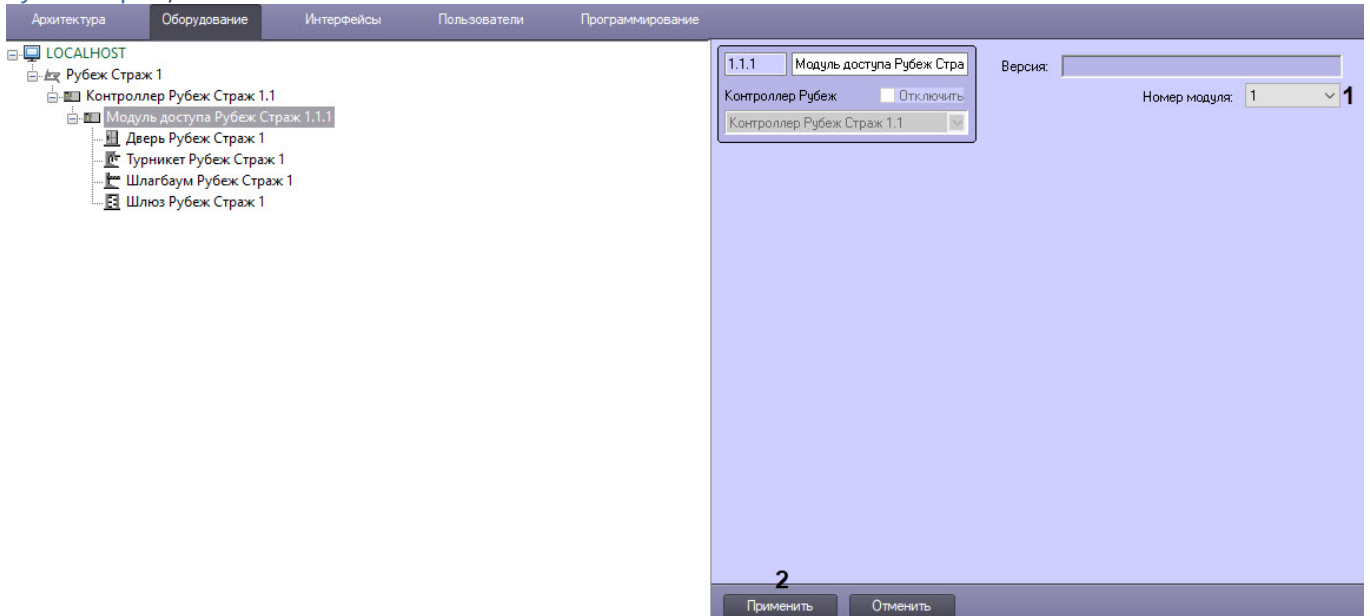 Архитектура Оборудование Интерфейсы Пользователи Программирование
LOCALHOST
Рубеж Страж 1
Контроллер Рубеж Страж 1.1
Модуль доступа Рубеж Страж 1.1.1
Дверь Рубеж Страж 1
Турникет Рубеж Страж 1
Шлагбаум Рубеж Страж 1
Шлюз Рубеж Страж 1
1.1.1 Модуль доступа Рубеж Стра Версия:
Контроллер Рубеж Отключить Номер модуля: 1 1
Контроллер Рубеж Страж 1.1
2
Применить Отменить